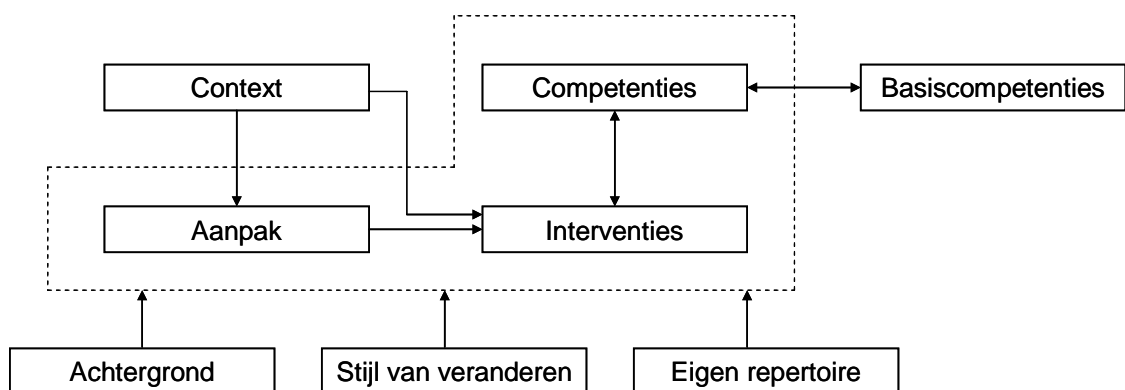 Context
Competenties
Basiscompetenties
Aanpak
Interventies
Achtergrond
Stijl van veranderen
Eigen repertoire